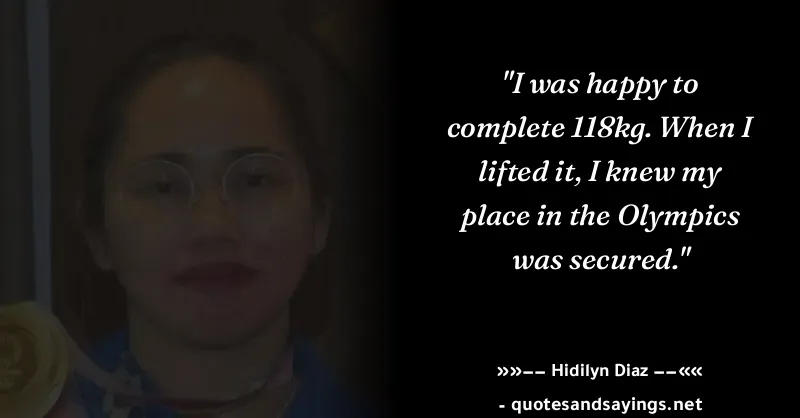 "I was happy to
complete 118kg. When I
lifted it, I knew my
place in the Olympics
was secured."
»»−− Hidilyn Diaz −−««
- quotesandsayings.net